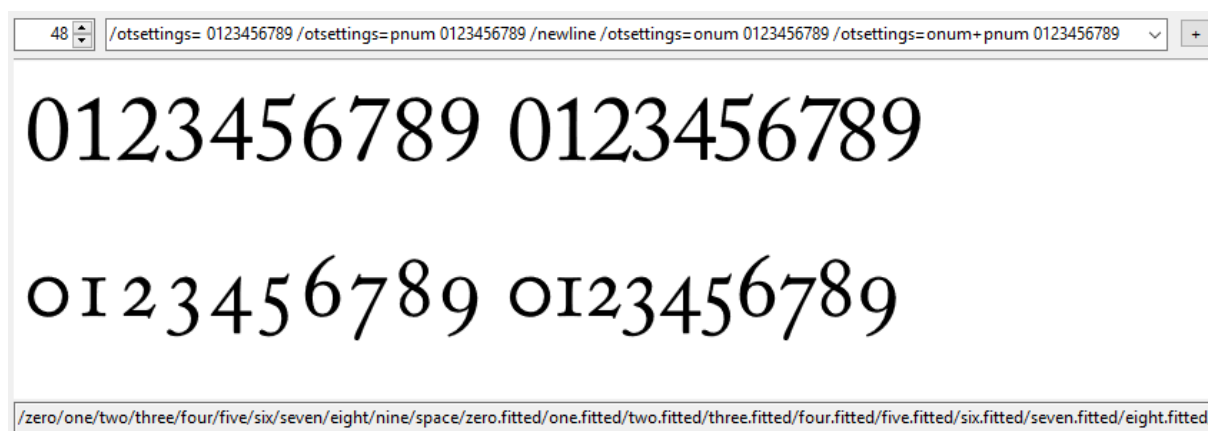 48 /otsettings= 0123456789 /otsettings=pnum 0123456789 /newline /otsettings=onum 0123456789 /otsettings=onum+pnum 0123456789 +
0123456789 0123456789
0123456789 0123456789
/zero/one/two/three/four/five/six/seven/eight/nine/space/zero.fitted/one.fitted/two.fitted/three.fitted/four.fitted/five.fitted/six.fitted/seven.fitted/eight.fitted